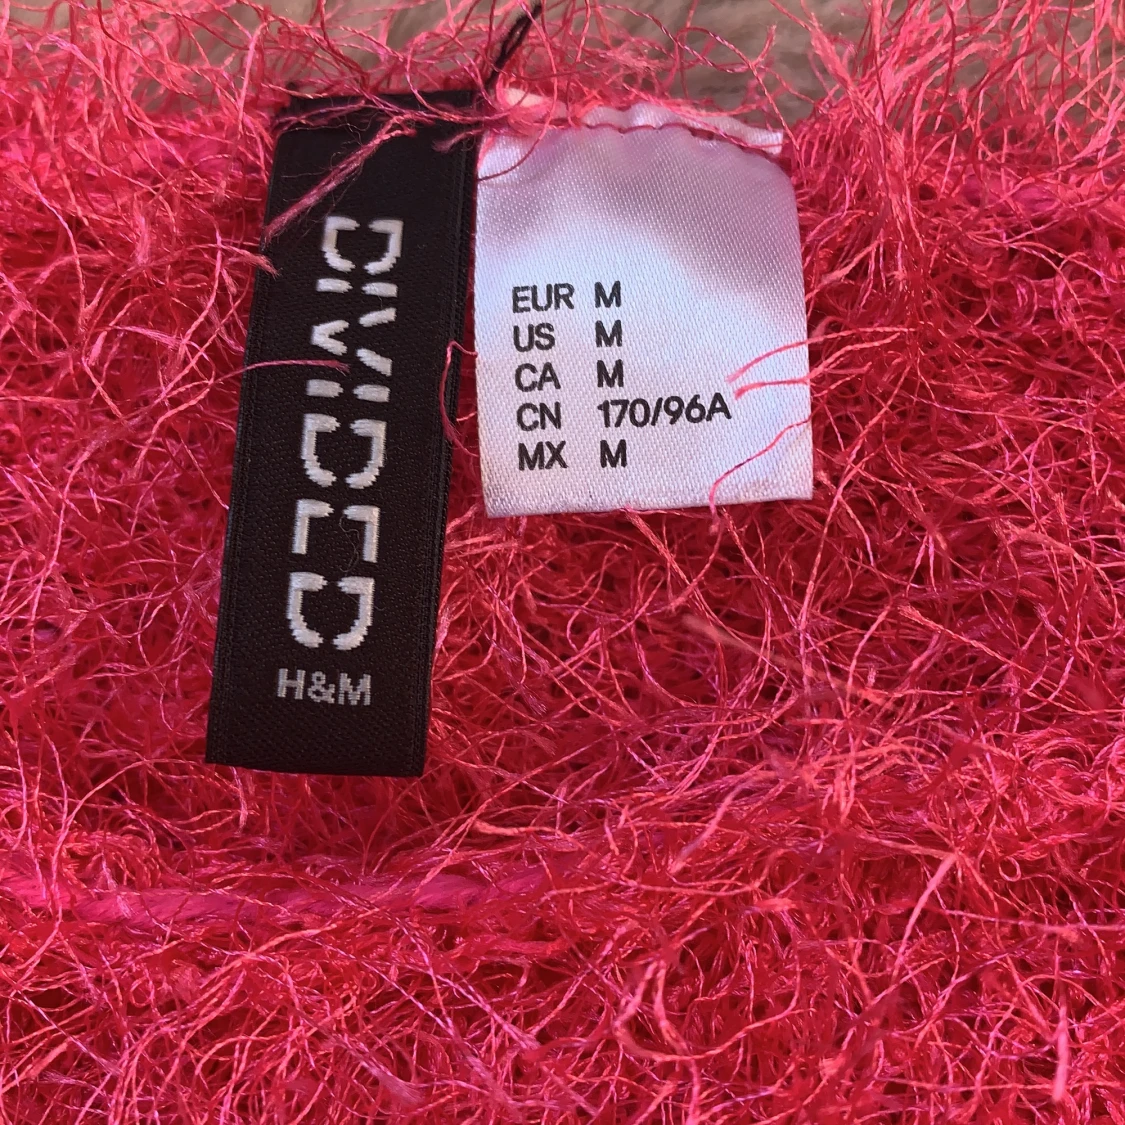 DIVIDED
H&M
EUR M
US M
CA M
CN 170/96A
MX M